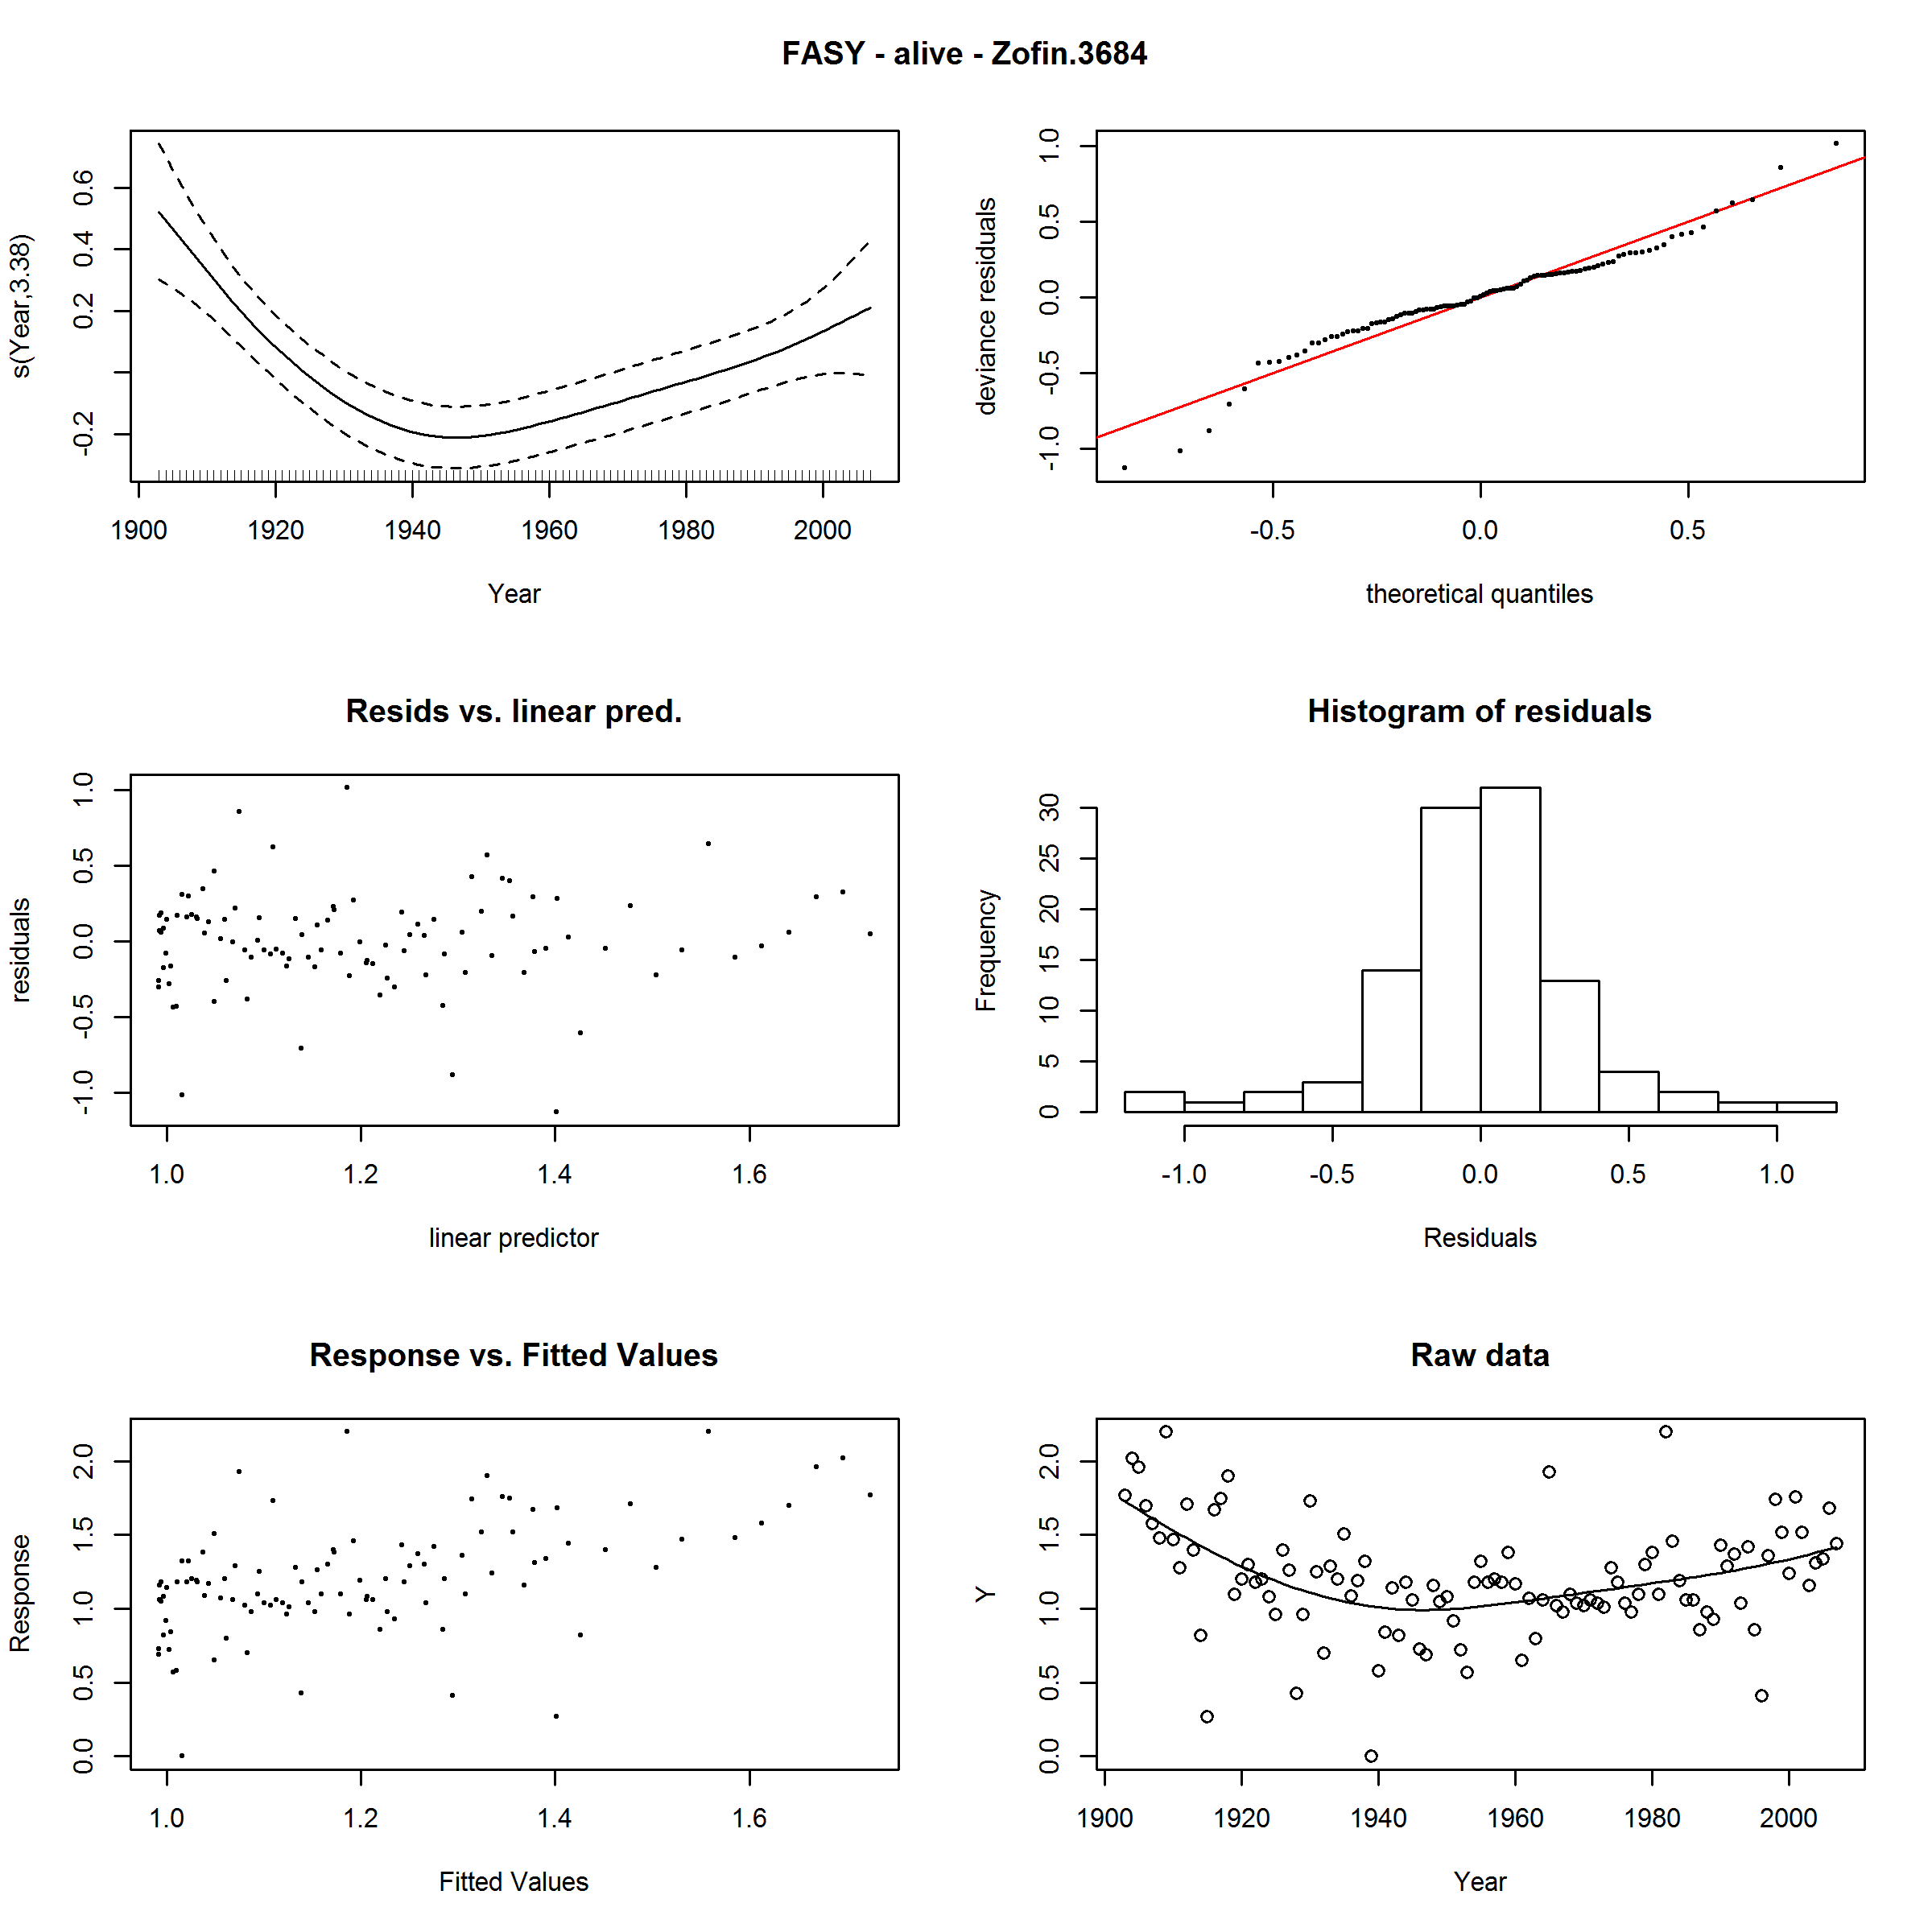 FASY - alive - Zofin.3684
s(Year,3.38)
-0.2 0.2 0.4 0.6
1900 1920 1940 1960 1980 2000
Year
deviance residuals
-1.0 -0.5 0.0 0.5 1.0
-0.5 0.0 0.5
theoretical quantiles
Resids vs. linear pred.
residuals
-1.0 -0.5 0.0 0.5 1.0
1.0 1.2 1.4 1.6
linear predictor
Histogram of residuals
Frequency
0 5 10 15 20 25 30
-1.0 -0.5 0.0 0.5 1.0
Residuals
Response vs. Fitted Values
Response
0.0 0.5 1.0 1.5 2.0
1.0 1.2 1.4 1.6
Fitted Values
Raw data
Y
0.0 0.5 1.0 1.5 2.0
1900 1920 1940 1960 1980 2000
Year